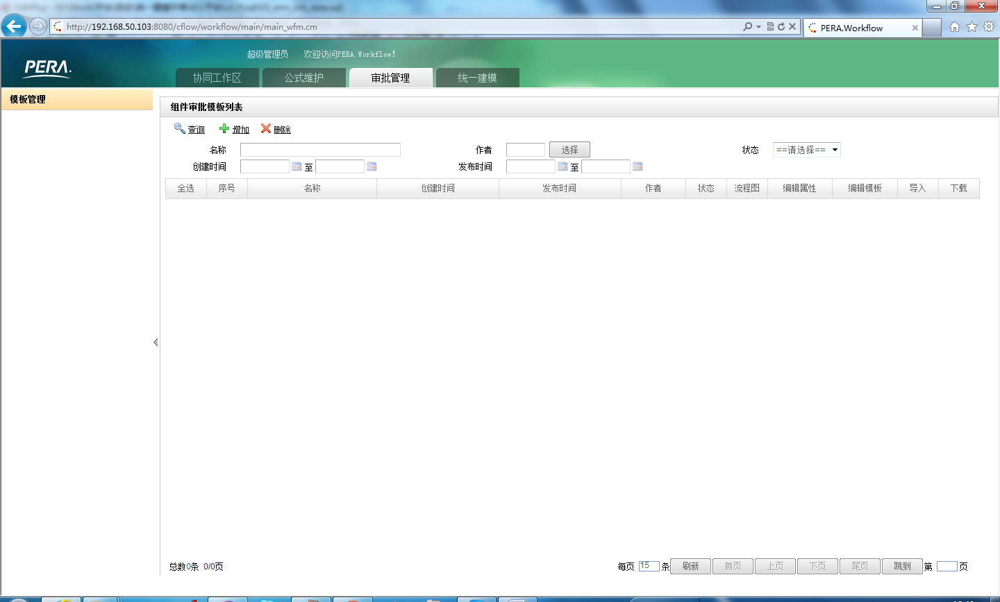 http://192.168.50.103:8080/cflow/workflow/main/main_wfm.cm
PERA.Workflow
PERA.
超级管理员 欢迎访问PERA.Workflow!
协同工作区 公式维护 审批管理 统一建模
模板管理
组件审批模板列表
查询 增加 删除
名称 作者 选择 状态 ==请选择==
创建时间 至 发布时间 至
全选 序号 名称 创建时间 发布时间 作者 状态 流程图 编辑属性 编辑模板 导入 下载
总数0条 0/0页 每页 15 条 刷新 首页 上页 下页 尾页 跳到 第 页